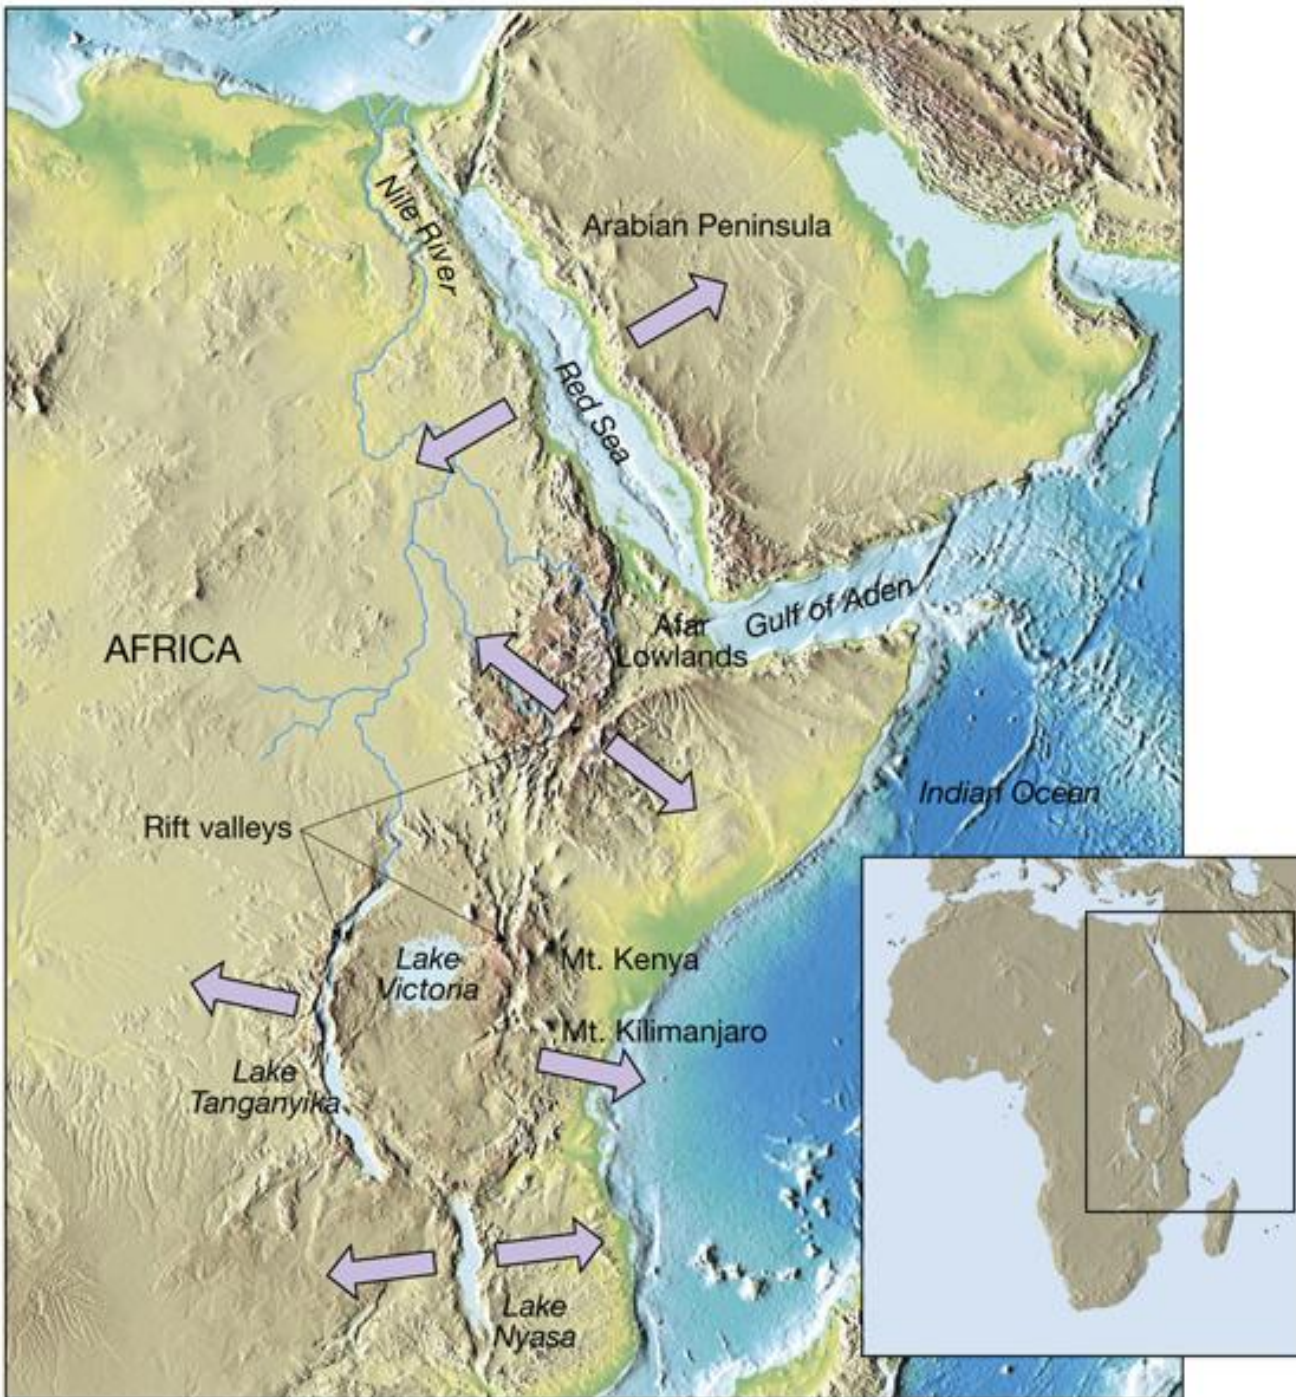 Nile River
Arabian Peninsula
Red Sea
AFRICA
Afar
Lowlands
Gulf of Aden
Indian Ocean
Rift valleys
Lake
Victoria
Mt. Kenya
Mt. Kilimanjaro
Lake
Tanganyika
Lake
Nyasa